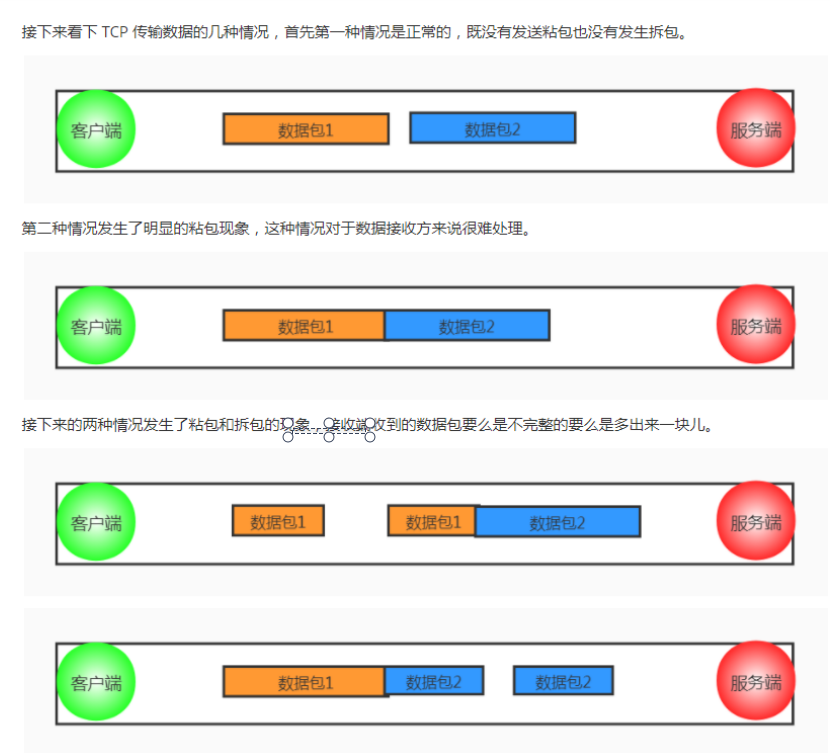 接下来看下 TCP 传输数据的几种情况，首先第一种情况是正常的，既没有发送粘包也没有发生拆包。
客户端 数据包1 数据包2 服务端
第二种情况发生了明显的粘包现象，这种情况对于数据接收方来说很难处理。
客户端 数据包1 数据包2 服务端
接下来的两种情况发生了粘包和拆包的现象，接收端收到的数据包要么是不完整的要么是多出来一块儿。
客户端 数据包1 数据包1 数据包2 服务端
客户端 数据包1 数据包2 数据包2 服务端